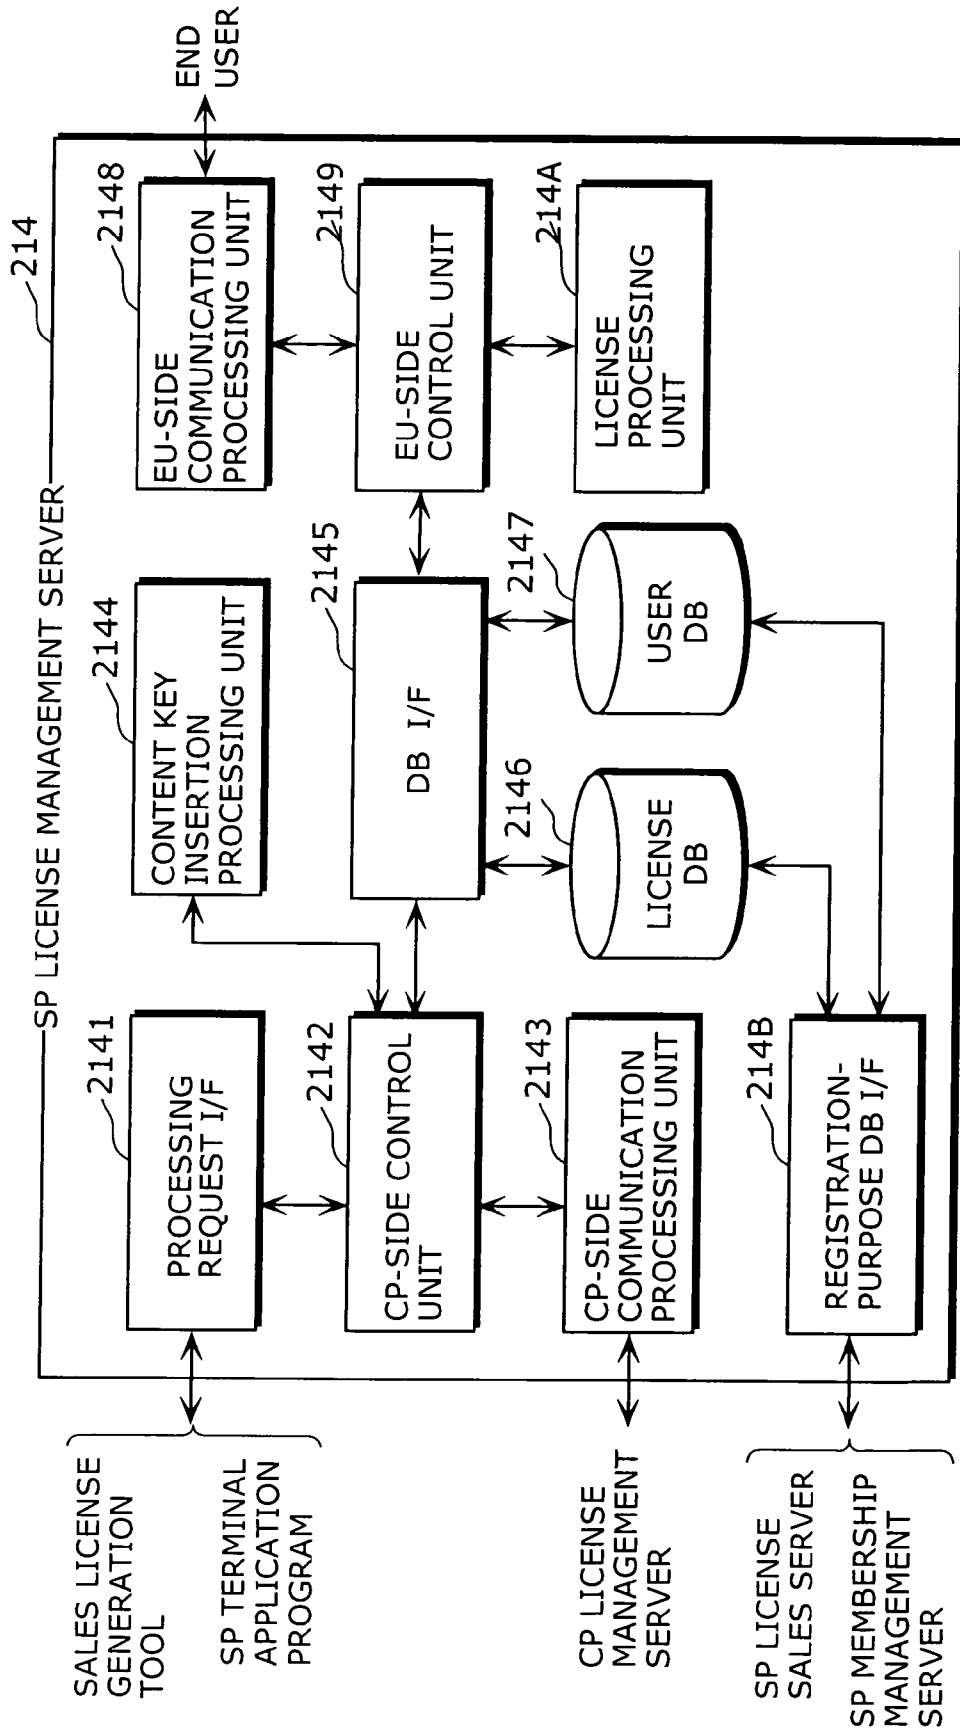 SP LICENSE MANAGEMENT SERVER
214
SALES LICENSE
GENERATION
TOOL
SP TERMINAL
APPLICATION
PROGRAM
2141
PROCESSING
REQUEST I/F
2144
CONTENT KEY
INSERTION
PROCESSING UNIT
2148
EU-SIDE
COMMUNICATION
PROCESSING UNIT
END
USER
2142
CP-SIDE CONTROL
UNIT
2145
DB I/F
2149
EU-SIDE
CONTROL UNIT
CP LICENSE
MANAGEMENT
SERVER
2143
CP-SIDE
COMMUNICATION
PROCESSING UNIT
2146
LICENSE
DB
2147
USER
DB
214A
LICENSE
PROCESSING
UNIT
SP LICENSE
SALES SERVER
SP MEMBERSHIP
MANAGEMENT
SERVER
214B
REGISTRATION-
PURPOSE DB I/F